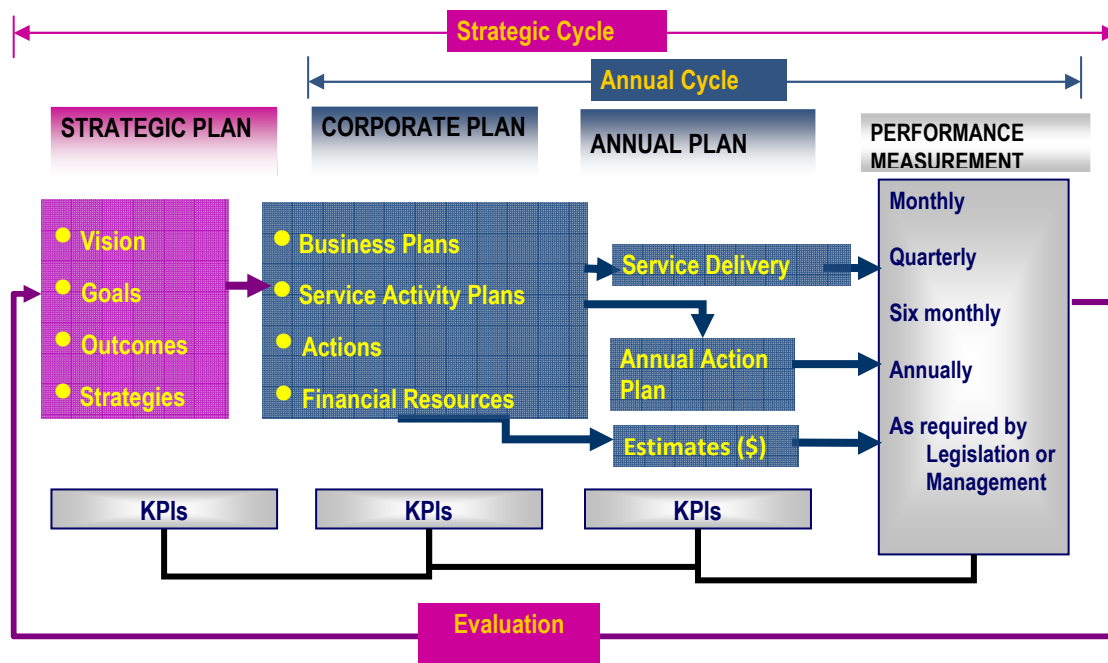 Strategic Cycle
Annual Cycle
STRATEGIC PLAN
CORPORATE PLAN
ANNUAL PLAN
PERFORMANCE
MEASUREMENT
• Vision
• Goals
• Outcomes
• Strategies
• Business Plans
• Service Activity Plans
• Actions
• Financial Resources
Service Delivery
Annual Action
Plan
Estimates ($)
Monthly
Quarterly
Six monthly
Annually
As required by
Legislation or
Management
KPIs
KPIs
KPIs
Evaluation